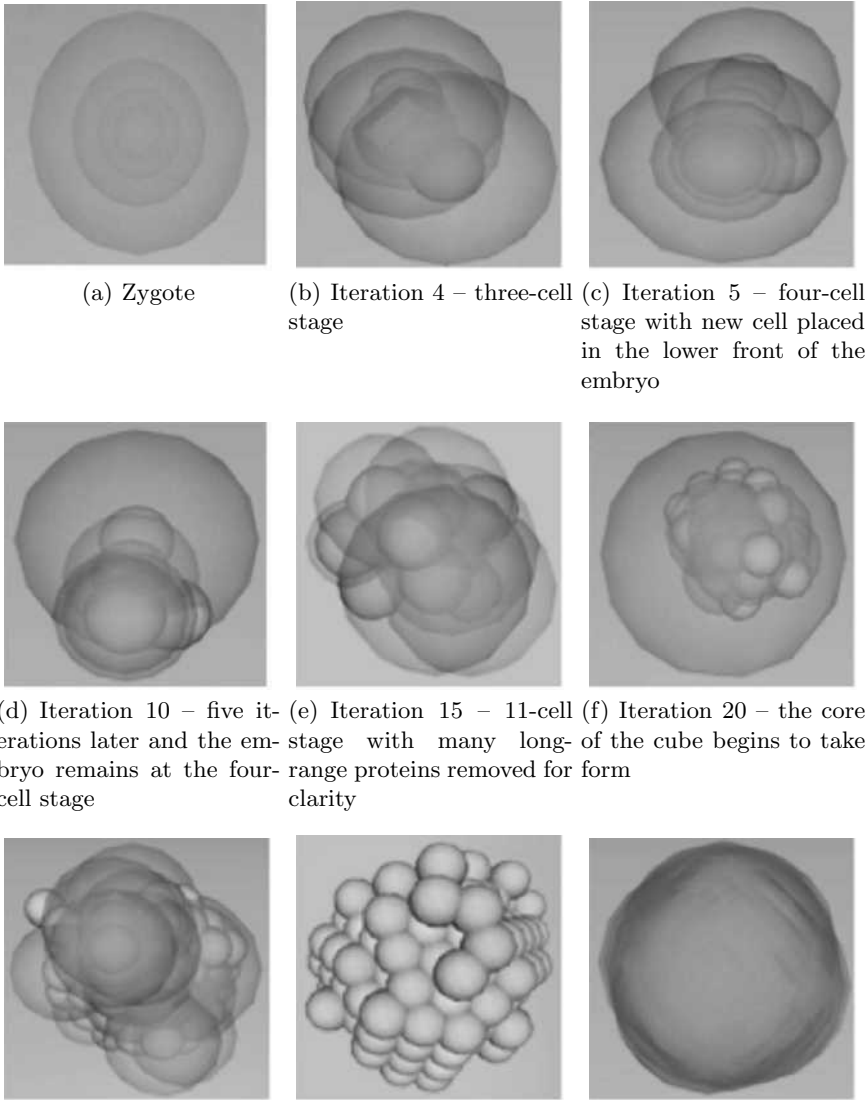 (a) Zygote
(b) Iteration 4 – three-cell
stage
(c) Iteration 5 – four-cell
stage with new cell placed
in the lower front of the
embryo
(d) Iteration 10 – five it-
erations later and the em-
bryo remains at the four-
cell stage
(e) Iteration 15 – 11-cell
stage with many long-
range proteins removed for
clarity
(f) Iteration 20 – the core
of the cube begins to take
form